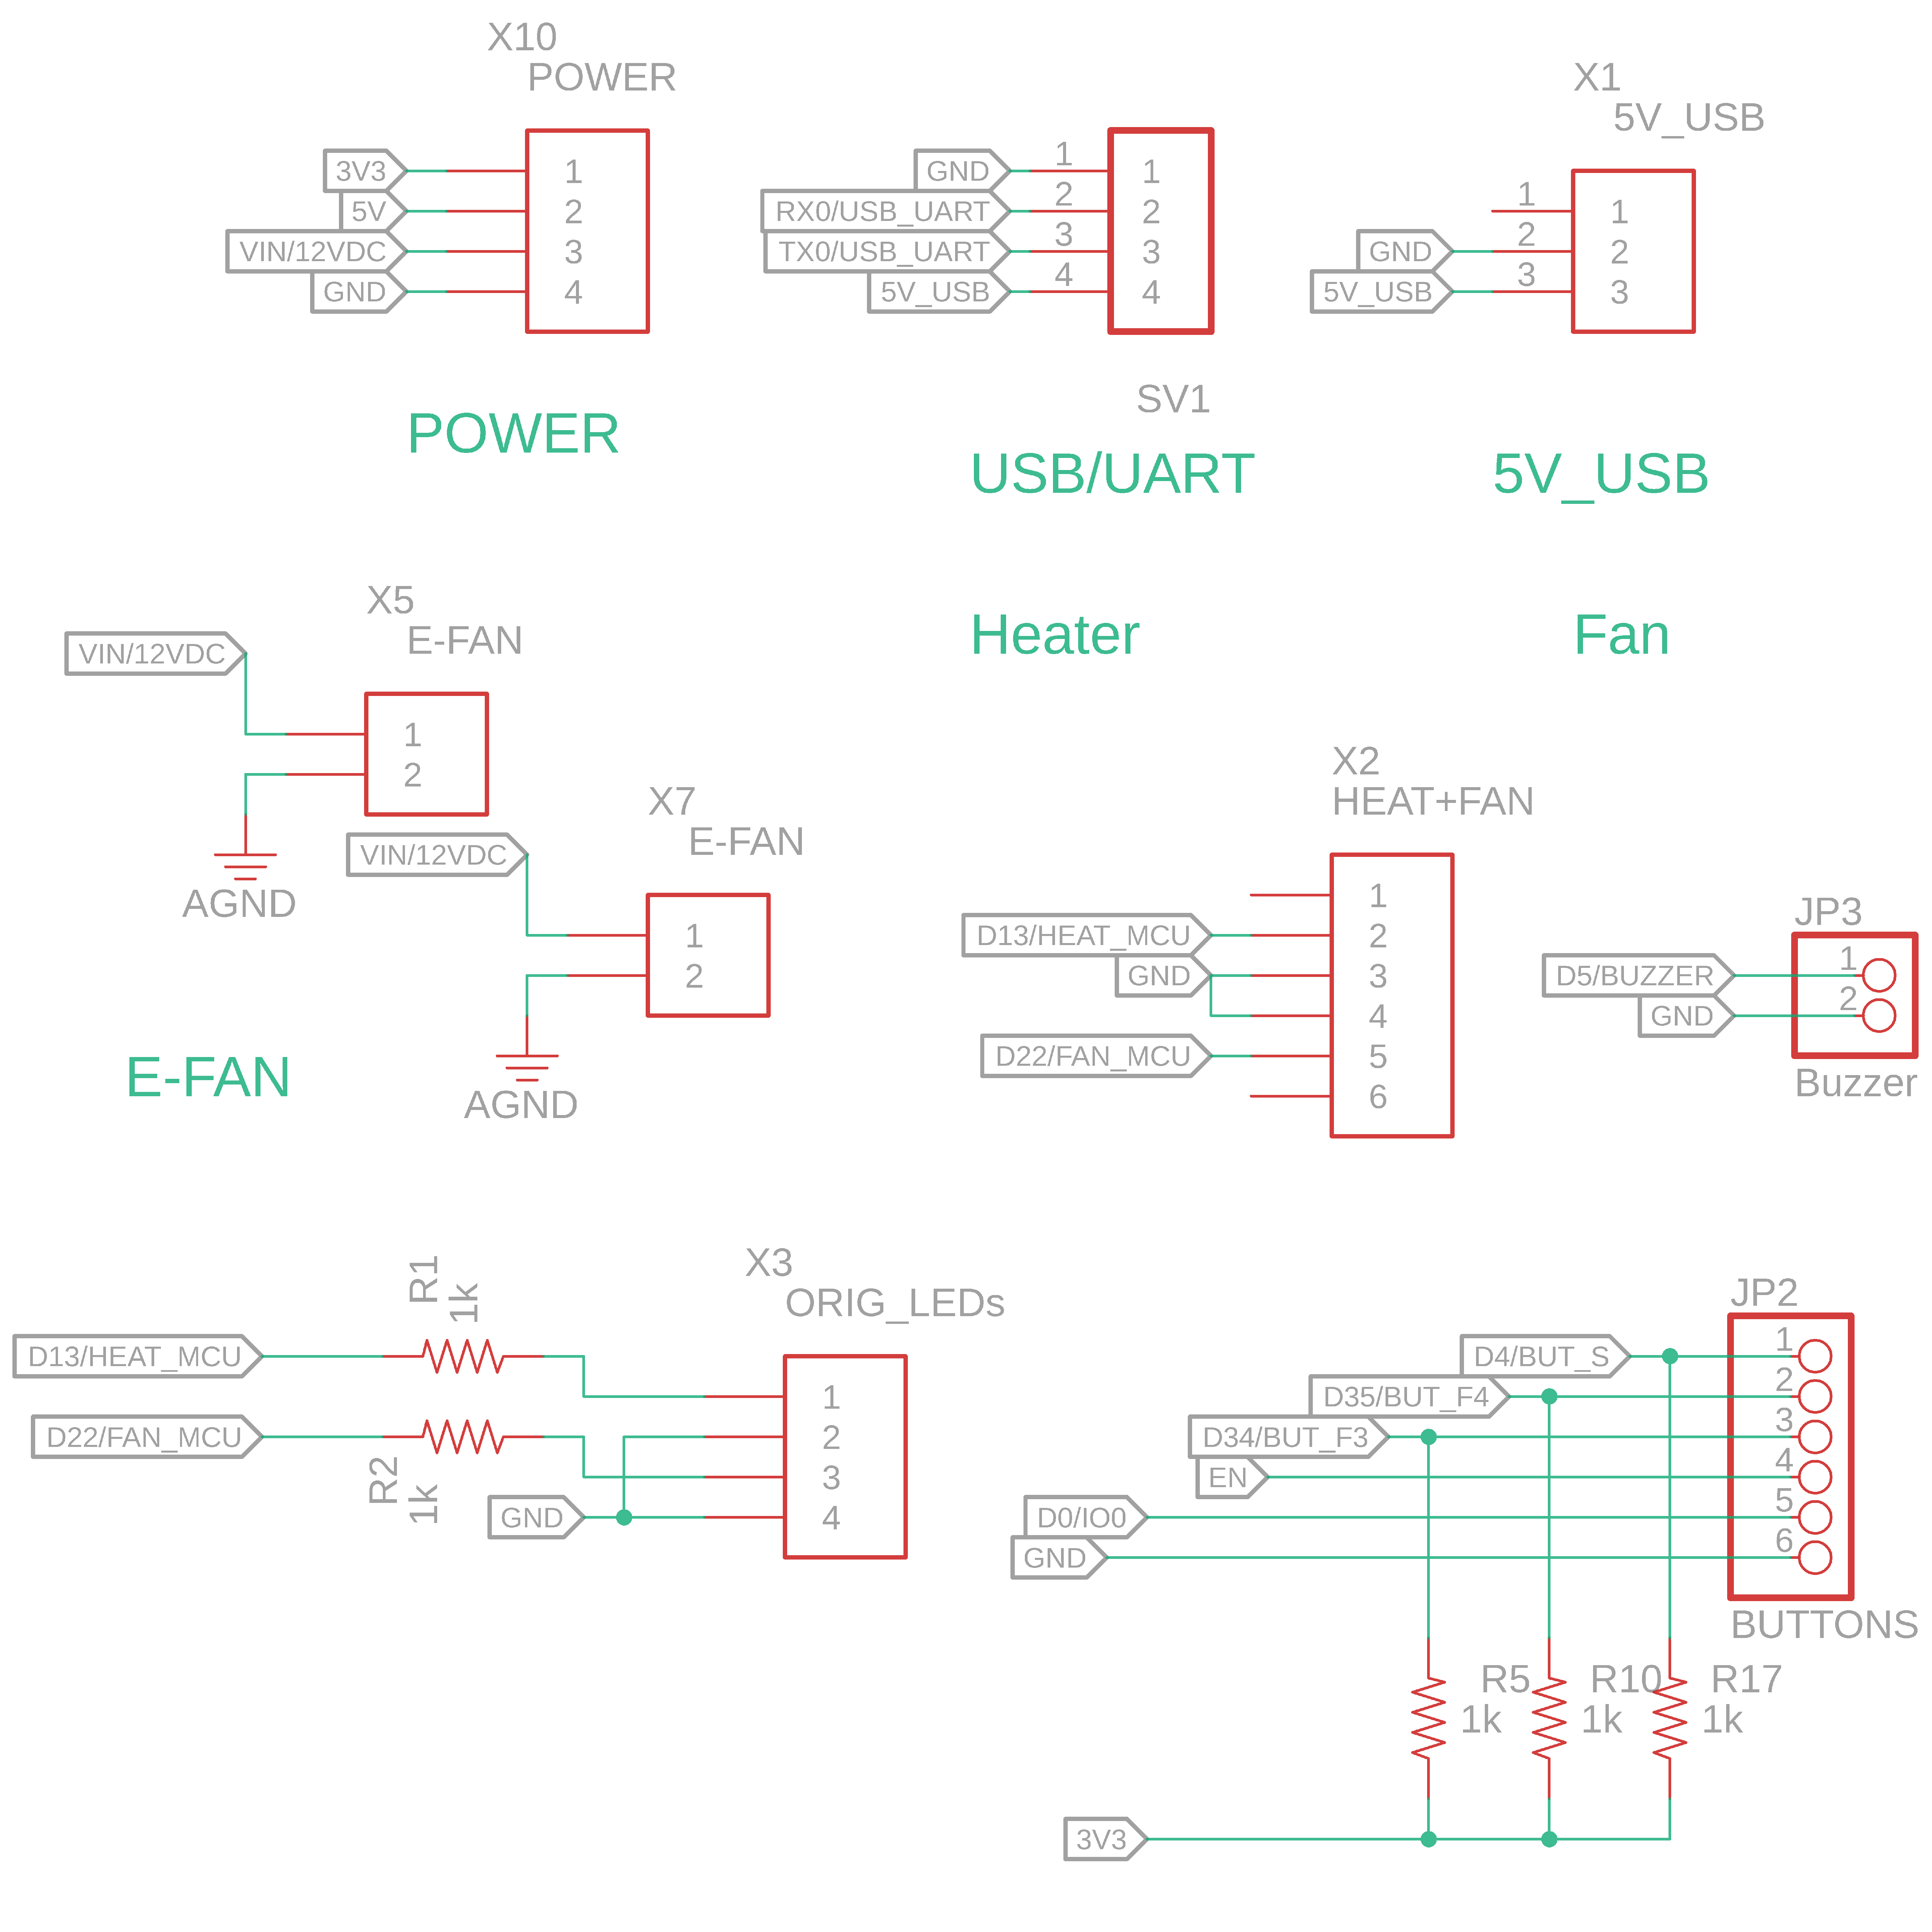 X10
POWER
3V3
5V
VIN/12VDC
GND
1
2
3
4
POWER
GND
RX0/USB_UART
TX0/USB_UART
5V_USB
1
2
3
4
1
2
3
4
SV1
USB/UART
X1
5V_USB
GND
5V_USB
1
2
3
1
2
3
5V_USB
X5
E-FAN
VIN/12VDC
1
2
AGND
X7
E-FAN
VIN/12VDC
1
2
AGND
E-FAN
Heater
Fan
X2
HEAT+FAN
D13/HEAT_MCU
GND
D22/FAN_MCU
1
2
3
4
5
6
JP3
D5/BUZZER
GND
1
2
Buzzer
R1
1k
D13/HEAT_MCU
D22/FAN_MCU
R2
1k
GND
X3
ORIG_LEDs
1
2
3
4
JP2
D4/BUT_S
D35/BUT_F4
D34/BUT_F3
EN
D0/IO0
GND
1
2
3
4
5
6
BUTTONS
R5
1k
R10
1k
R17
1k
3V3